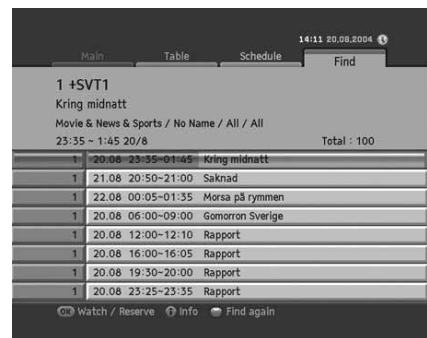 14:11 20.08.2004
Main Table Schedule Find
1 +SVT1
Kring midnatt
Movie & News & Sports / No Name / All / All
23:35 ~ 1:45 20/8 Total : 100
1 20.08 23:35~01:45 Kring midnatt
1 21.08 20:50~21:00 Saknad
1 22.08 00:05~01:35 Morsa på rymmen
1 20.08 06:00~09:00 Gomorron Sverige
1 20.08 12:00~12:10 Rapport
1 20.08 16:00~16:05 Rapport
1 20.08 19:30~20:00 Rapport
1 20.08 23:25~23:35 Rapport
OK Watch / Reserve i Info Find again